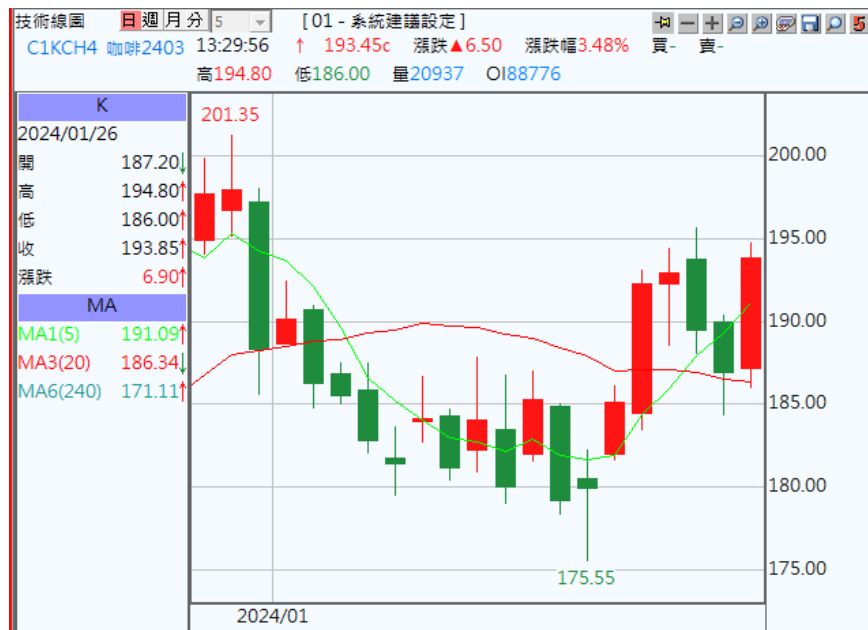 技術線圖 日 週 月 分 5 [ 01 - 系統建議設定 ] 5
C1KCH4 咖啡2403 13:29:56 ↑ 193.45c 漲跌▲6.50 漲跌幅3.48% 買- 賣-
高194.80 低186.00 量20937 OI88776
K
2024/01/26
開 187.20↓
高 194.80↑
低 186.00↑
收 193.85↑
漲跌 6.90↑
MA
MA1(5) 191.09↑
MA3(20) 186.34↓
MA6(240) 171.11↑
201.35
175.55
200.00
195.00
190.00
185.00
180.00
175.00
2024/01